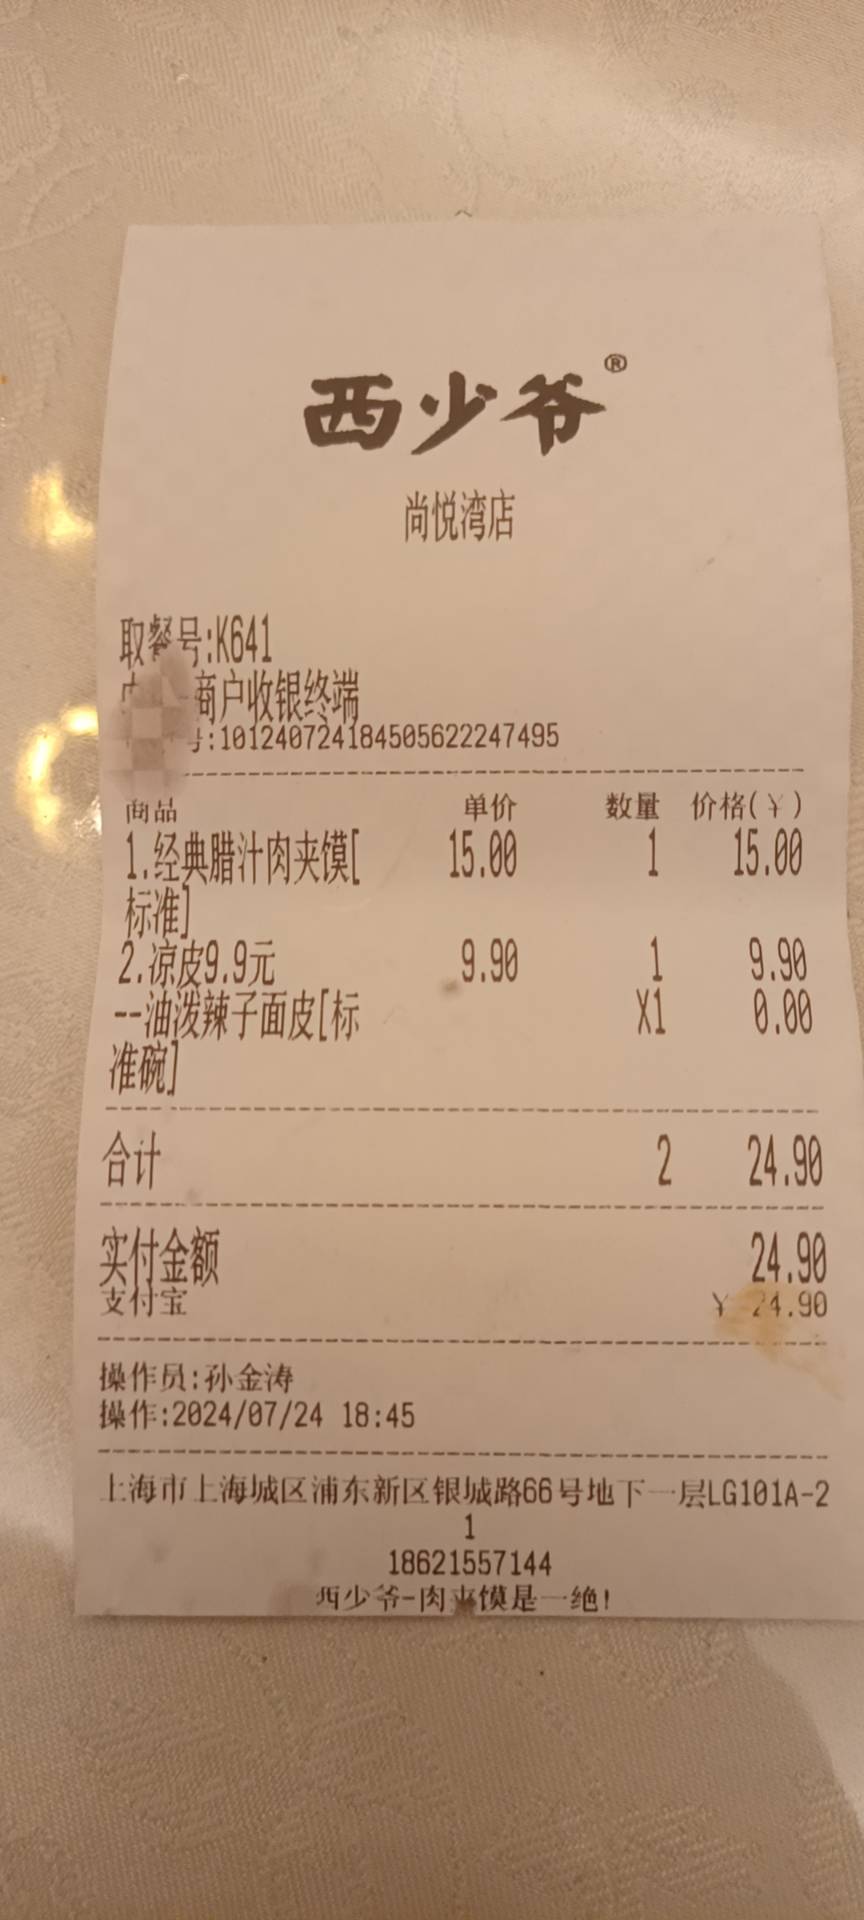 西少爷®
尚悦湾店
取餐号:K641
商户收银终端
号:101240724184505622247495
商品 单价 数量 价格(￥)
1.经典腊汁肉夹馍[ 15.00 1 15.00
标准]
2.凉皮9.9元 9.90 1 9.90
--油泼辣子面皮[标 X1 0.00
准碗]
合计 2 24.90
实付金额 24.90
支付宝 ￥ 24.90
操作员:孙金涛
操作:2024/07/24 18:45
上海市上海城区浦东新区银城路66号地下一层LG101A-2
1
18621557144
西少爷-肉夹馍是一绝!